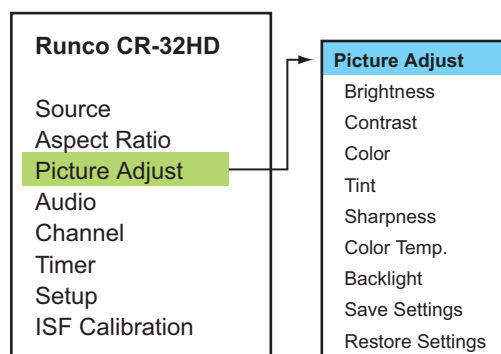 Runco CR-32HD
Source
Aspect Ratio
Picture Adjust
Audio
Channel
Timer
Setup
ISF Calibration
Picture Adjust
Brightness
Contrast
Color
Tint
Sharpness
Color Temp.
Backlight
Save Settings
Restore Settings